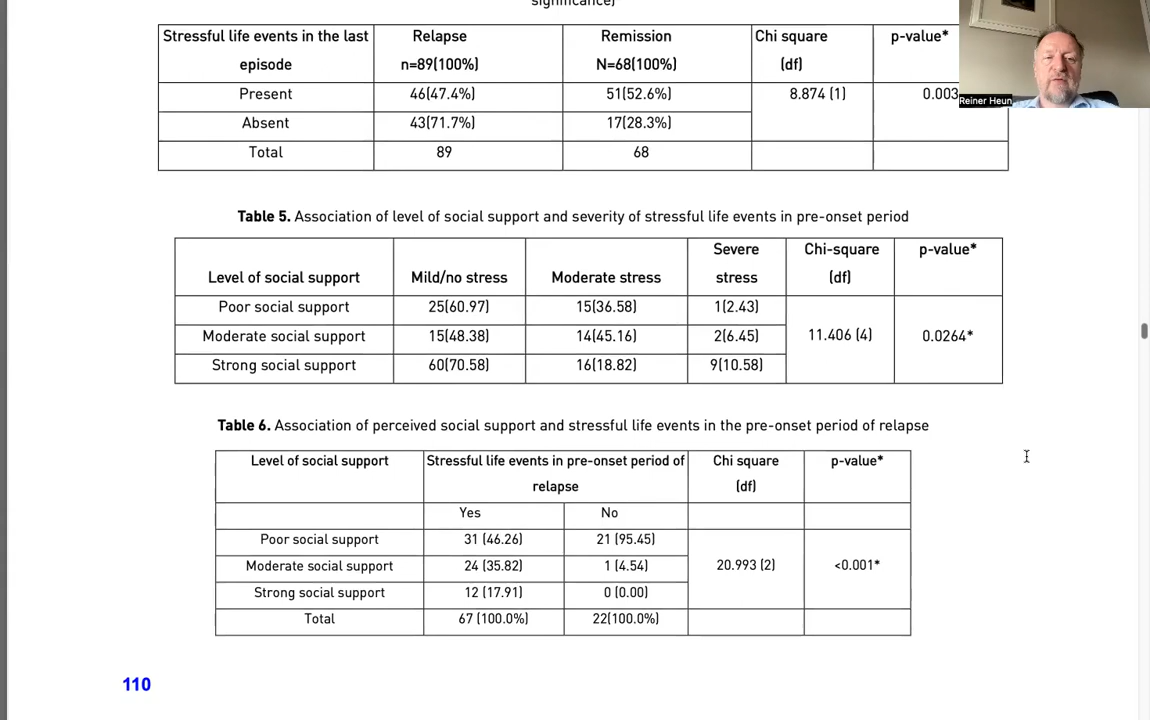 significance)
Stressful life events in the last episode
Relapse n=89(100%)
Remission N=68(100%)
Chi square (df)
p-value*
Present 46(47.4%) 51(52.6%) 8.874 (1) 0.003
Absent 43(71.7%) 17(28.3%)
Total 89 68
Reiner Heun
Table 5. Association of level of social support and severity of stressful life events in pre-onset period
Level of social support
Mild/no stress
Moderate stress
Severe stress
Chi-square (df)
p-value*
Poor social support 25(60.97) 15(36.58) 1(2.43)
Moderate social support 15(48.38) 14(45.16) 2(6.45) 11.406 (4) 0.0264*
Strong social support 60(70.58) 16(18.82) 9(10.58)
Table 6. Association of perceived social support and stressful life events in the pre-onset period of relapse
Level of social support
Stressful life events in pre-onset period of relapse
Chi square (df)
p-value*
Yes No
Poor social support 31 (46.26) 21 (95.45)
Moderate social support 24 (35.82) 1 (4.54) 20.993 (2) <0.001*
Strong social support 12 (17.91) 0 (0.00)
Total 67 (100.0%) 22(100.0%)
110